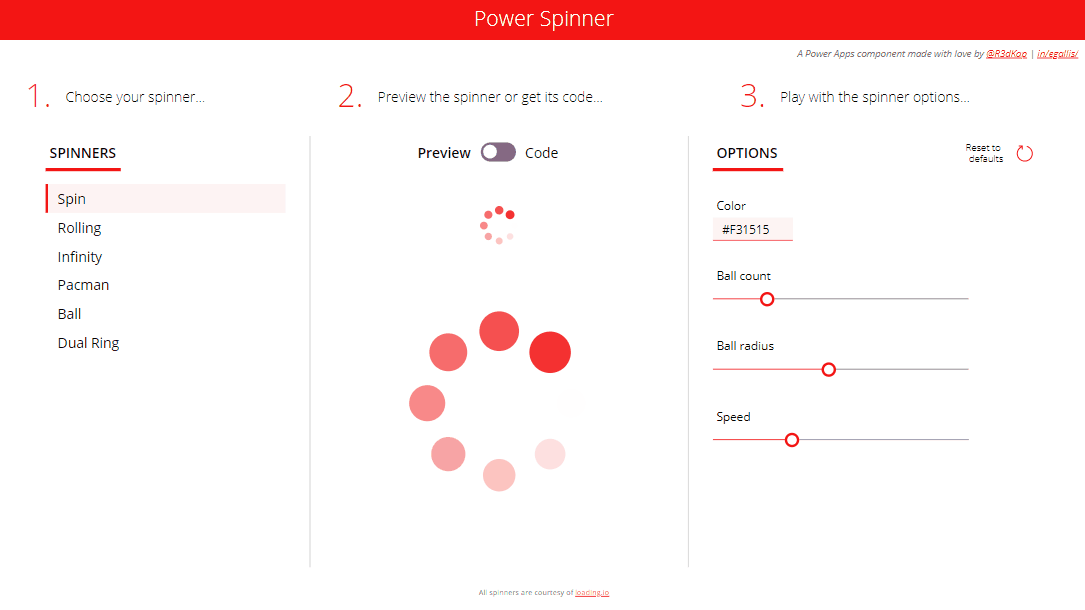 Power Spinner
A Power Apps component made with love by @R3dKap | in/egallis/
1. Choose your spinner...
2. Preview the spinner or get its code...
3. Play with the spinner options...
SPINNERS
Spin
Rolling
Infinity
Pacman
Ball
Dual Ring
Preview Code
OPTIONS
Reset to
defaults
Color
#F31515
Ball count
Ball radius
Speed
All spinners are courtesy of loading.io